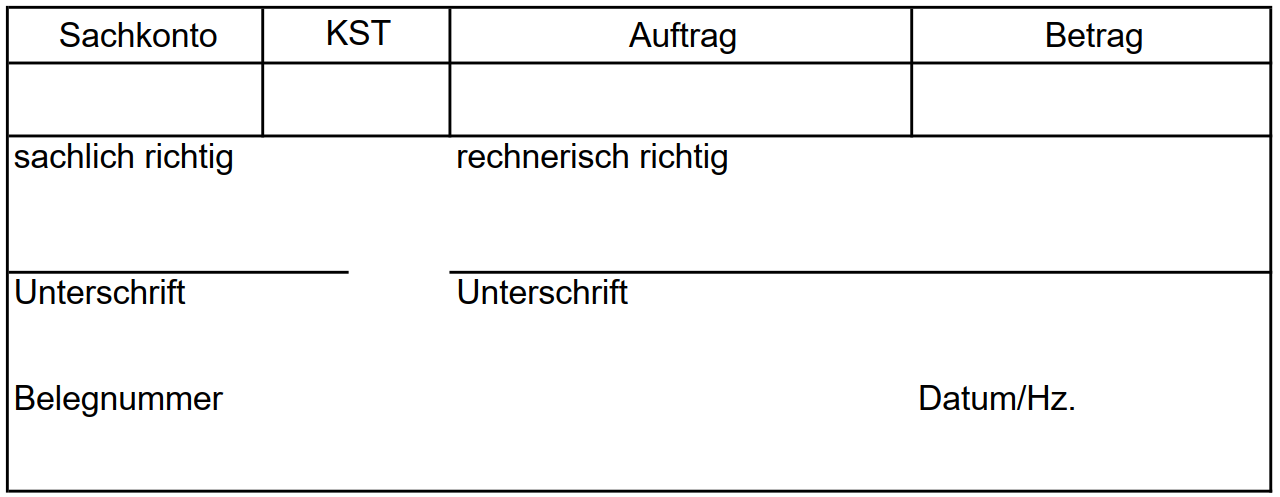 Sachkonto KST Auftrag Betrag
sachlich richtig rechnerisch richtig
Unterschrift Unterschrift
Belegnummer Datum/Hz.